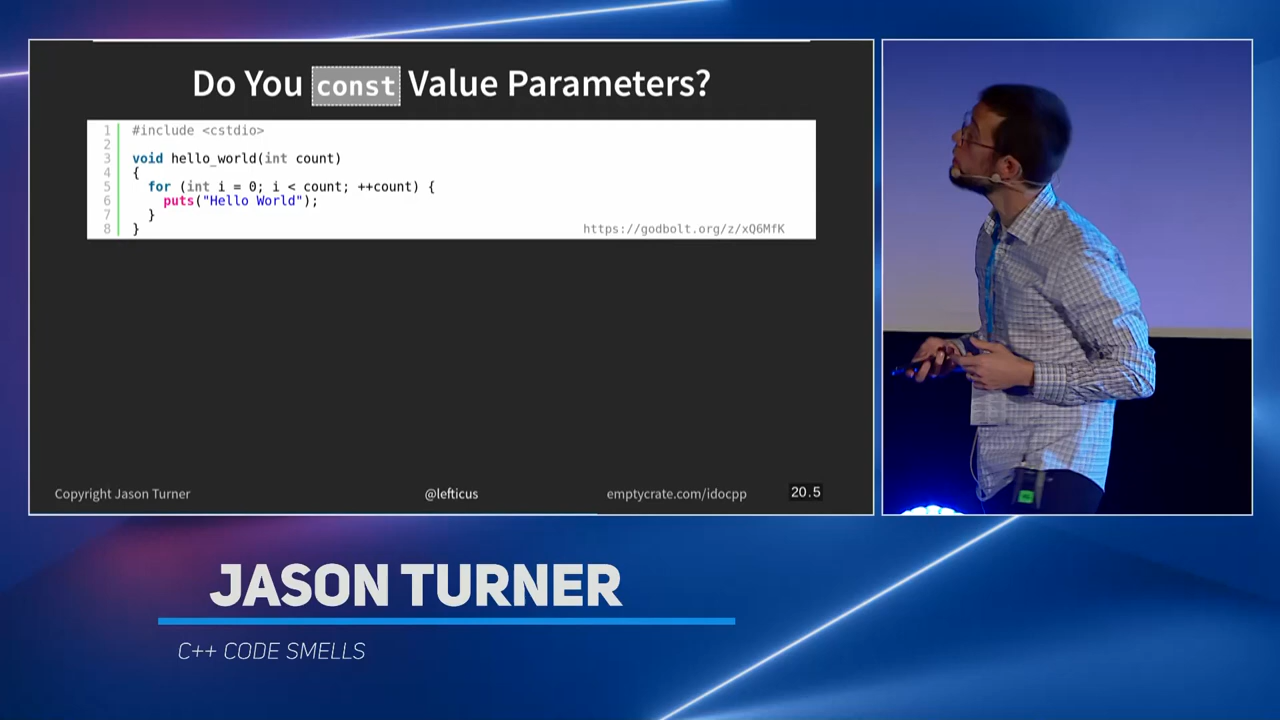 Do You const Value Parameters?
1 #include <cstdio>
2
3 void hello_world(int count)
4 {
5   for (int i = 0; i < count; ++count) {
6     puts("Hello World");
7   }
8 }
https://godbolt.org/z/xQ6MfK
Copyright Jason Turner
@lefticus
emptycrate.com/idocpp
20.5
JASON TURNER
C++ CODE SMELLS